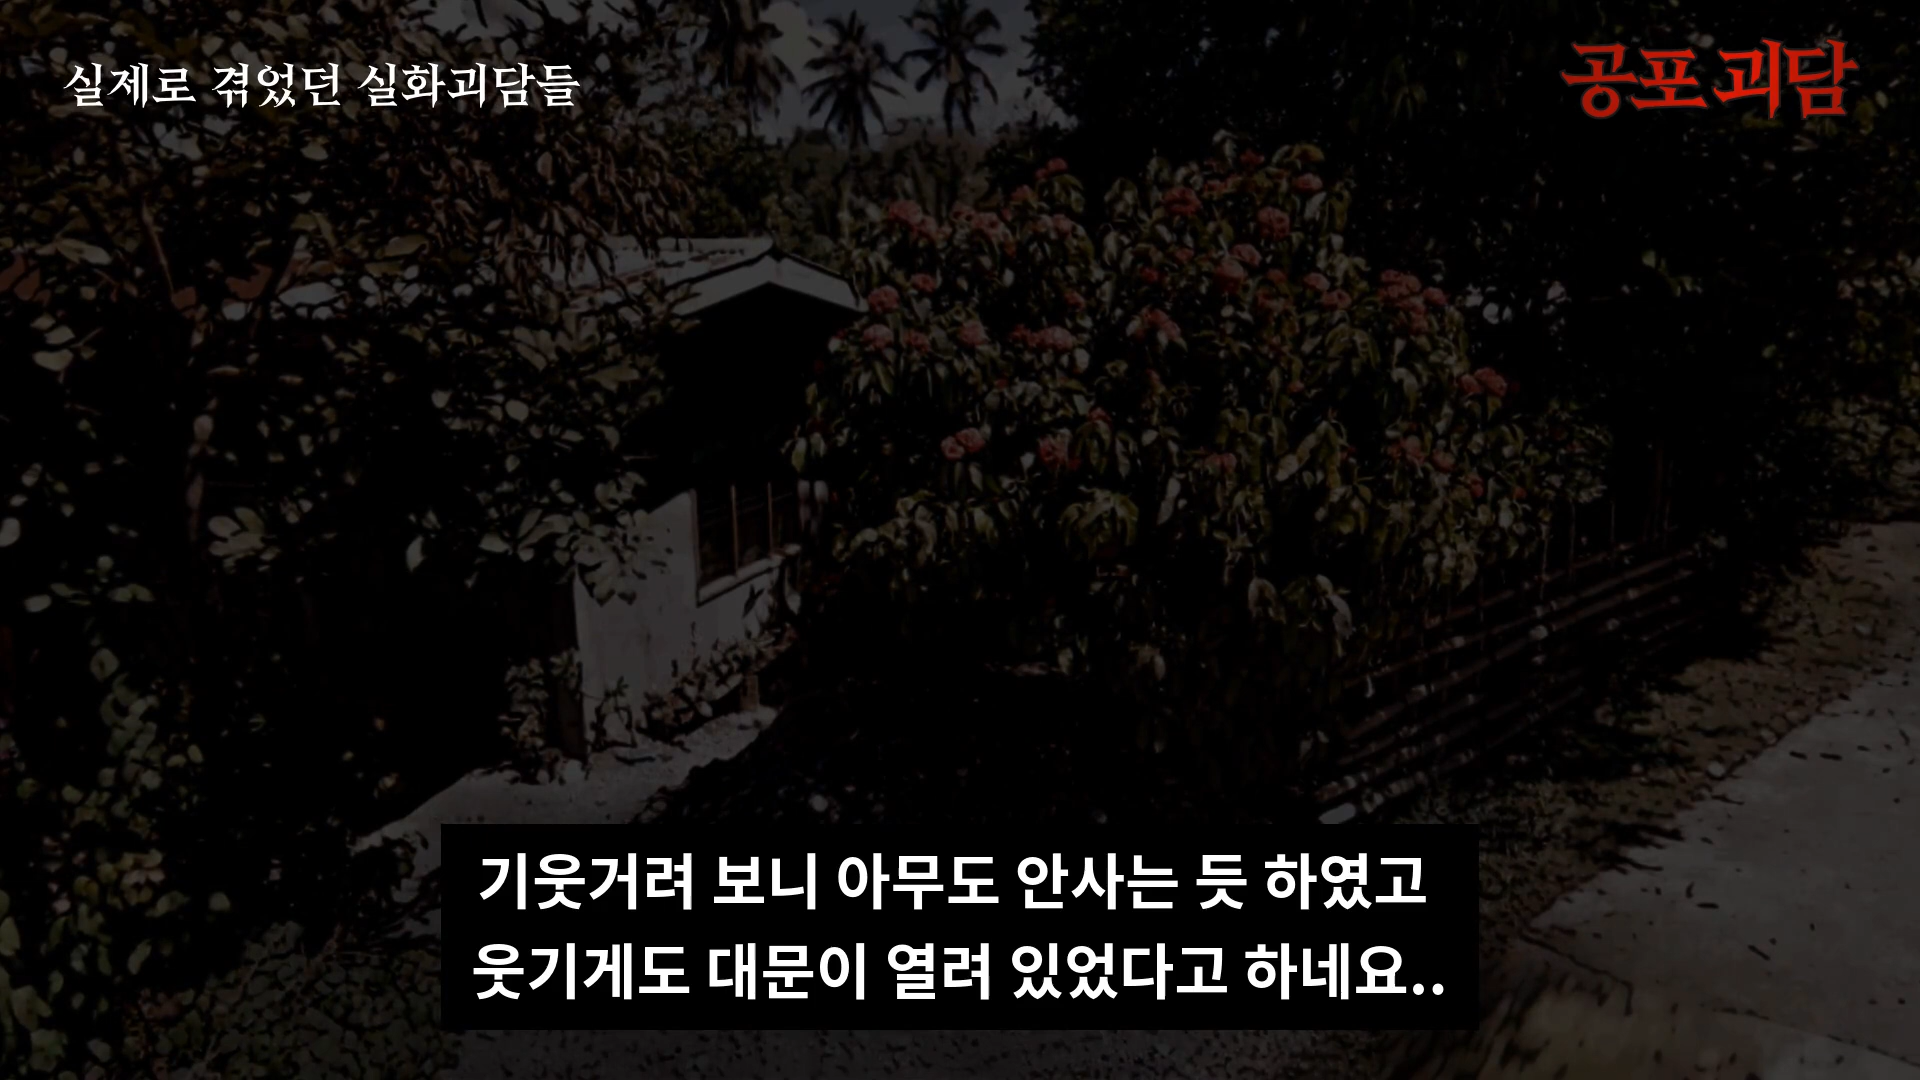 실제로 겪었던 실화괴담들
공포괴담
기웃거려 보니 아무도 안사는 듯 하였고
웃기게도 대문이 열려 있었다고 하네요..